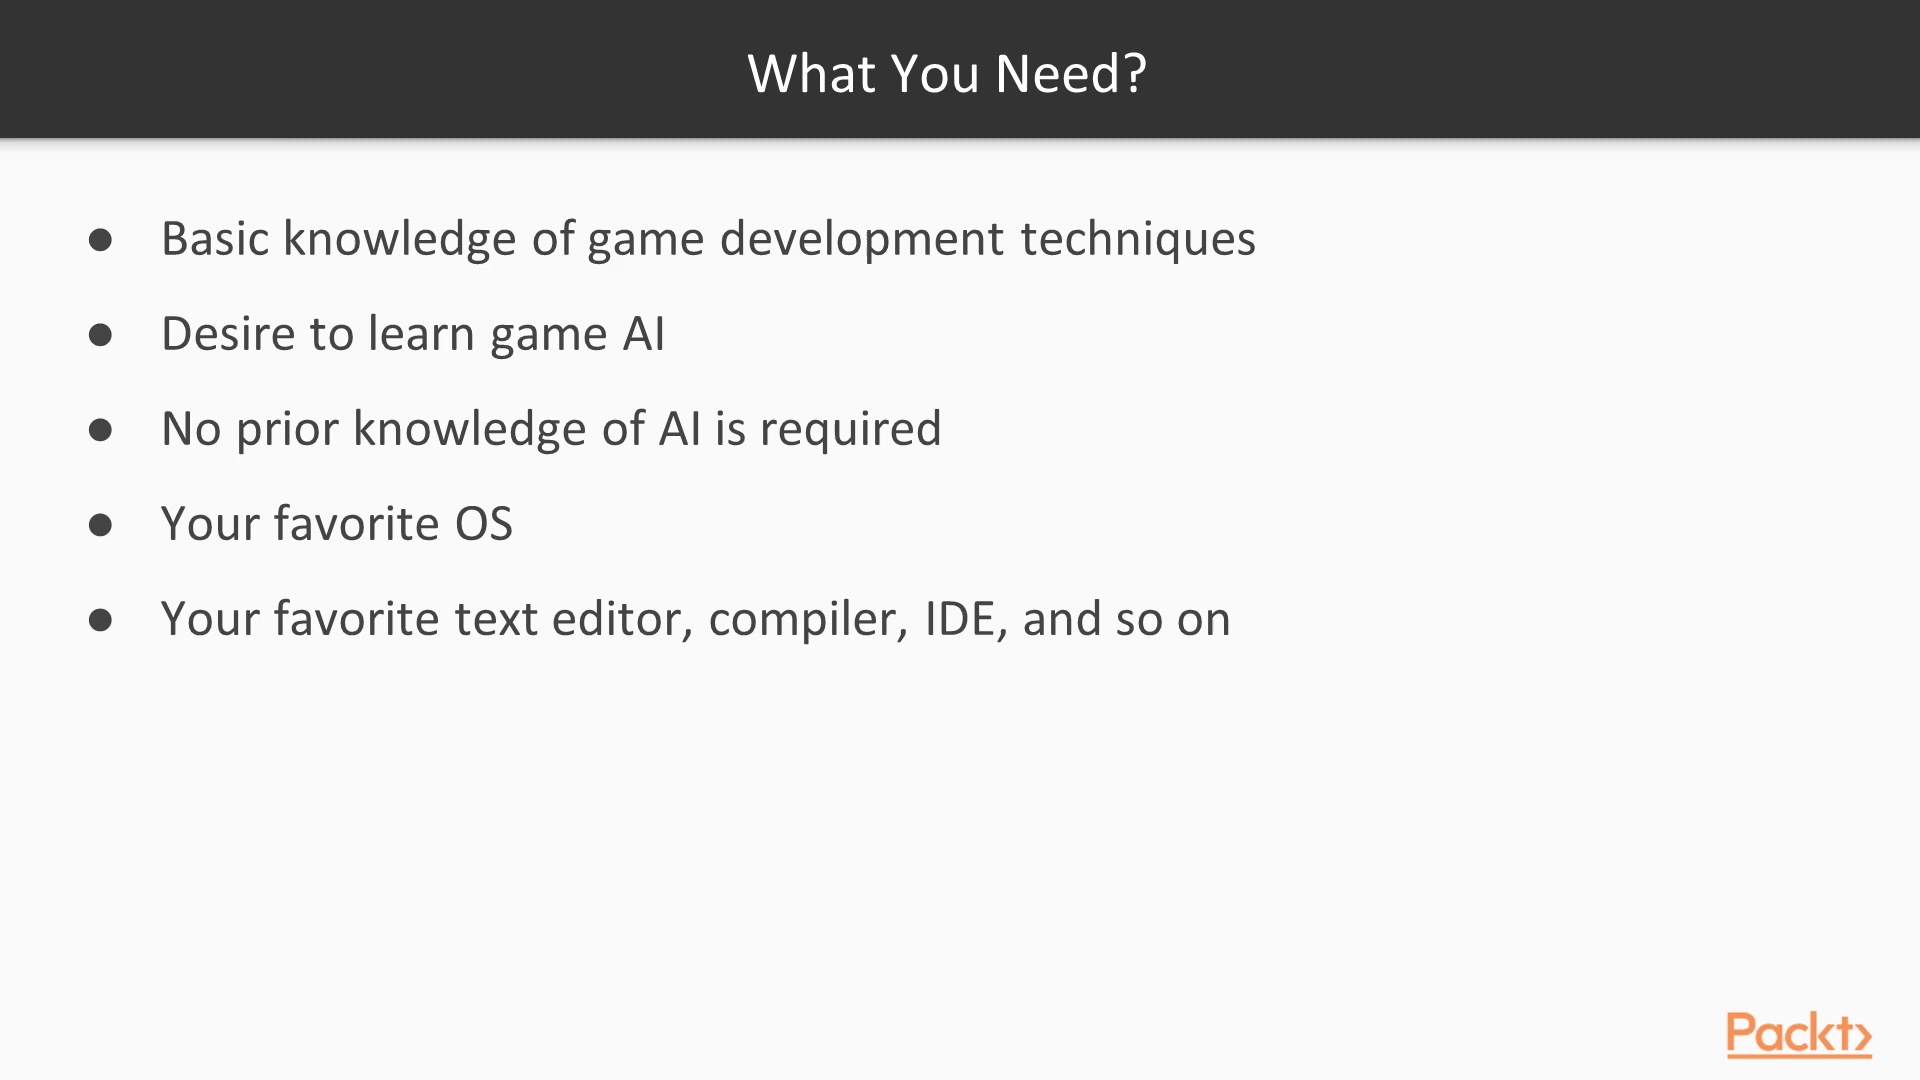 What You Need?
● Basic knowledge of game development techniques
● Desire to learn game AI
● No prior knowledge of AI is required
● Your favorite OS
● Your favorite text editor, compiler, IDE, and so on
Packt>